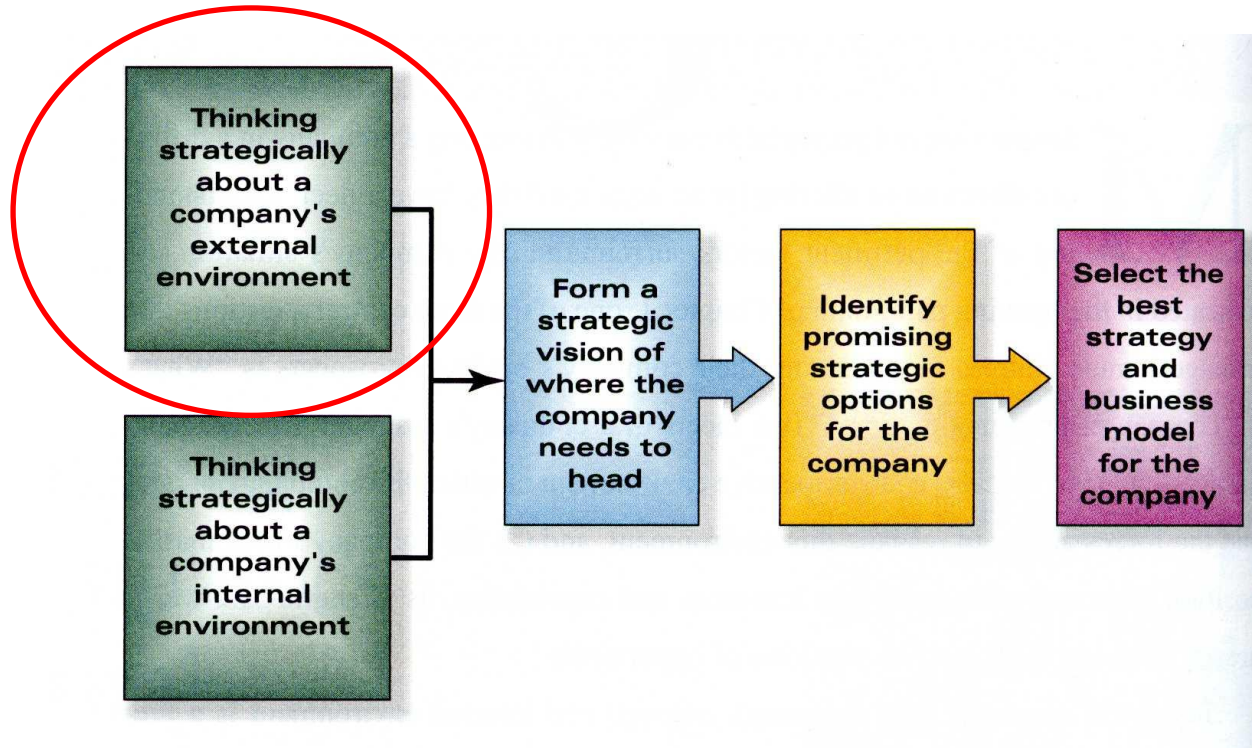 Thinking
strategically
about a
company's
external
environment
Thinking
strategically
about a
company's
internal
environment
Form a
strategic
vision of
where the
company
needs to
head
Identify
promising
strategic
options
for the
company
Select the
best
strategy
and
business
model
for the
company